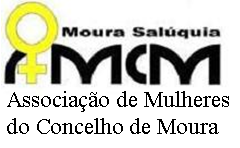 Moura Salúquia
AMCM
Associação de Mulheres
do Concelho de Moura